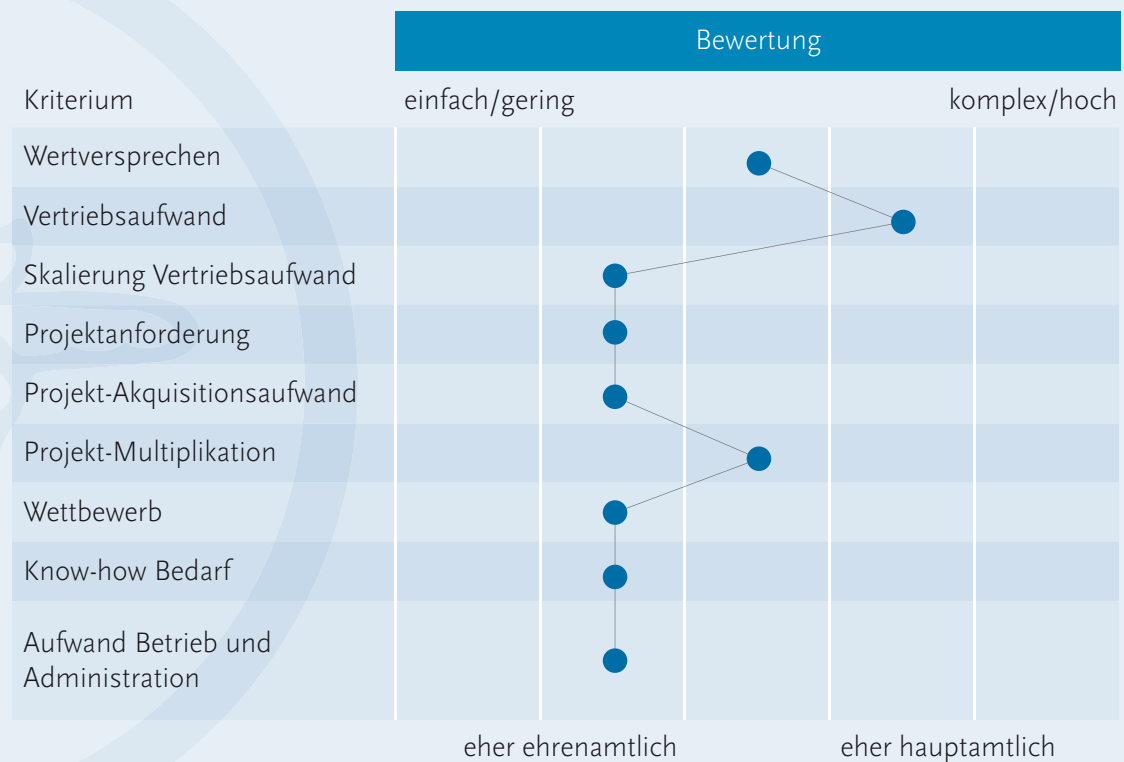 Bewertung
Kriterium einfach/gering komplex/hoch
Wertversprechen
Vertriebsaufwand
Skalierung Vertriebsaufwand
Projektanforderung
Projekt-Akquisitionsaufwand
Projekt-Multiplikation
Wettbewerb
Know-how Bedarf
Aufwand Betrieb und
Administration
eher ehrenamtlich eher hauptamtlich